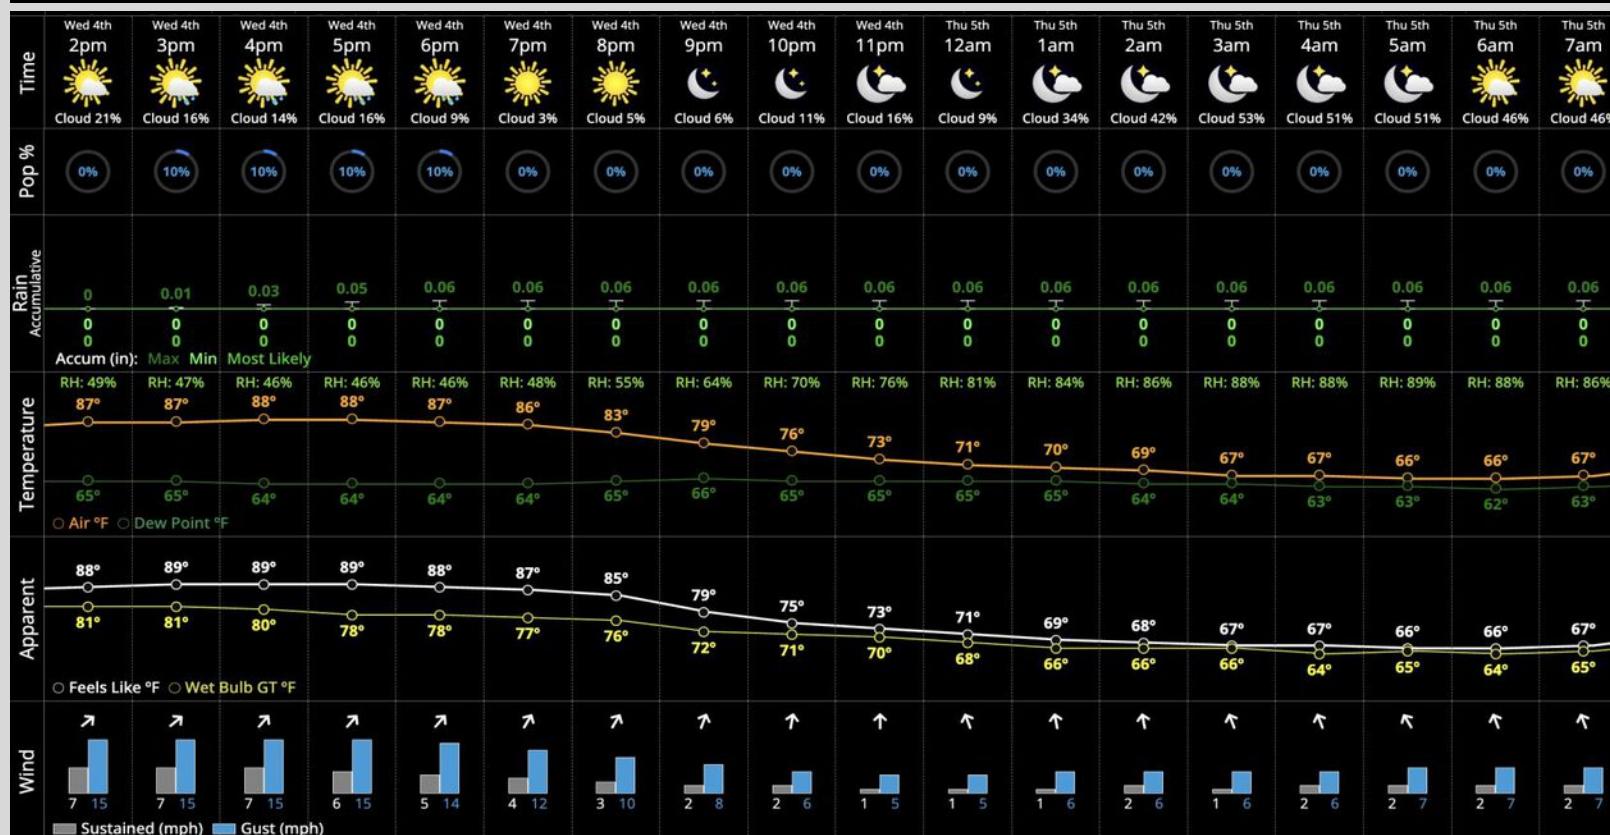 Time
Wed 4th Wed 4th Wed 4th Wed 4th Wed 4th Wed 4th Wed 4th Wed 4th Wed 4th Wed 4th Thu 5th Thu 5th Thu 5th Thu 5th Thu 5th Thu 5th Thu 5th Thu 5th
2pm 3pm 4pm 5pm 6pm 7pm 8pm 9pm 10pm 11pm 12am 1am 2am 3am 4am 5am 6am 7am
Cloud 21% Cloud 16% Cloud 14% Cloud 16% Cloud 9% Cloud 3% Cloud 5% Cloud 6% Cloud 11% Cloud 16% Cloud 9% Cloud 34% Cloud 42% Cloud 53% Cloud 51% Cloud 51% Cloud 46% Cloud 46%
Pop %
0% 10% 10% 10% 10% 0% 0% 0% 0% 0% 0% 0% 0% 0% 0% 0% 0% 0%
Rain
Accumulative
0 0.01 0.03 0.05 0.06 0.06 0.06 0.06 0.06 0.06 0.06 0.06 0.06 0.06 0.06 0.06 0.06 0.06
0 0 0 0 0 0 0 0 0 0 0 0 0 0 0 0 0 0
0 0 0 0 0 0 0 0 0 0 0 0 0 0 0 0 0 0
Accum (in): Max Min Most Likely
Temperature
RH: 49% RH: 47% RH: 46% RH: 46% RH: 46% RH: 48% RH: 55% RH: 64% RH: 70% RH: 76% RH: 81% RH: 84% RH: 86% RH: 88% RH: 88% RH: 89% RH: 88% RH: 86%
87° 87° 88° 88° 87° 86° 83° 79° 76° 73° 71° 70° 69° 67° 67° 66° 66° 67°
65° 65° 64° 64° 64° 64° 65° 66° 65° 65° 65° 65° 64° 64° 63° 63° 62° 63°
Air ºF Dew Point ºF
Apparent
88° 89° 89° 89° 88° 87° 85° 79° 75° 73° 71° 69° 68° 67° 67° 66° 66° 67°
81° 81° 80° 78° 78° 77° 76° 72° 71° 70° 68° 66° 66° 66° 64° 65° 64° 65°
Feels Like ºF Wet Bulb GT ºF
Wind
7 15 7 15 7 15 6 15 5 14 4 12 3 10 2 8 2 6 1 5 1 5 1 6 2 6 1 6 2 6 2 7 2 7 2 7
Sustained (mph) Gust (mph)